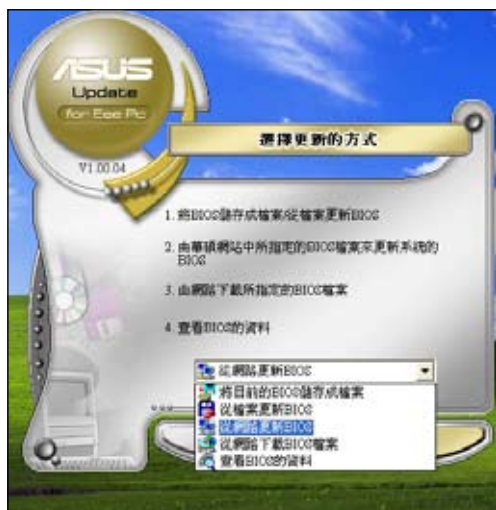 ASUS
Update
for Eee Pc
V1.00.04
選擇更新的方式
1. 將BIOS儲存成檔案/從檔案更新BIOS
2. 由華碩網站中所指定的BIOS檔案來更新系統的
BIOS
3. 由網路下載所指定的BIOS檔案
4. 查看BIOS的資料
從網路更新BIOS
將目前的BIOS儲存成檔案
從檔案更新BIOS
從網路更新BIOS
從網路下載BIOS檔案
查看BIOS的資料